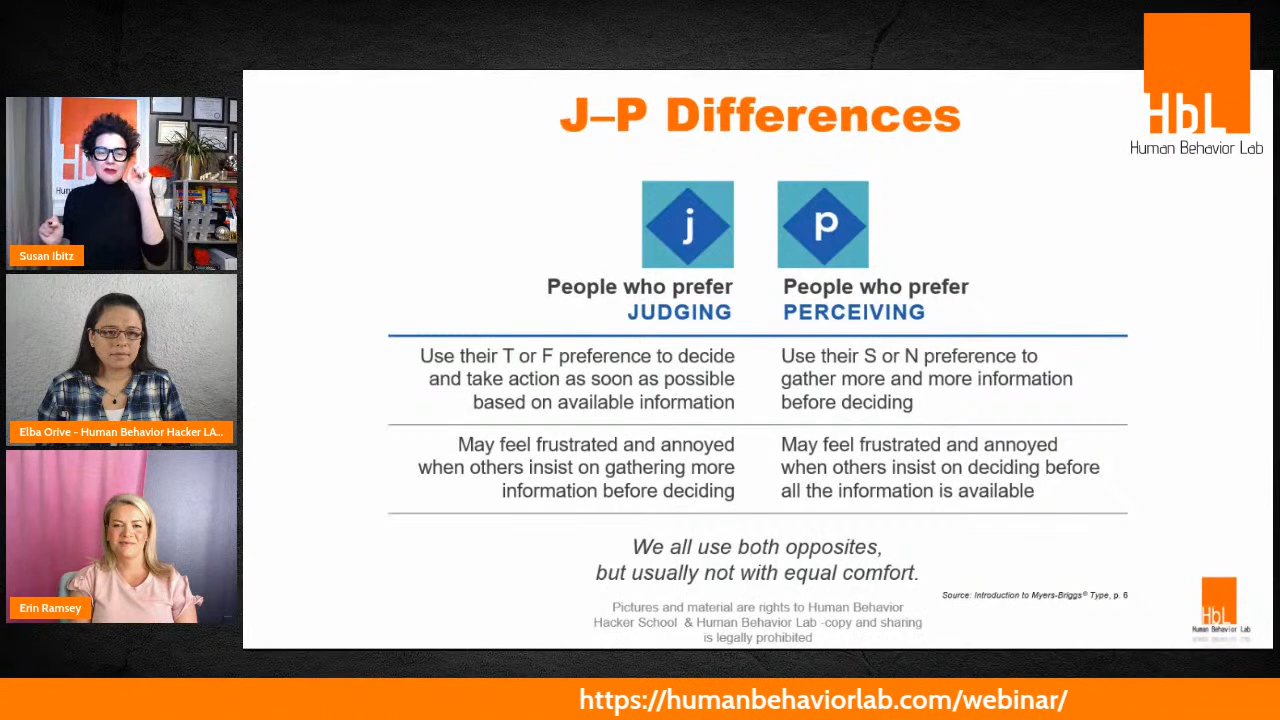 J–P Differences
HbL
Human Behavior Lab
j
p
People who prefer
JUDGING
People who prefer
PERCEIVING
Use their T or F preference to decide
and take action as soon as possible
based on available information
Use their S or N preference to
gather more and more information
before deciding
May feel frustrated and annoyed
when others insist on gathering more
information before deciding
May feel frustrated and annoyed
when others insist on deciding before
all the information is available
We all use both opposites,
but usually not with equal comfort.
Source: Introduction to Myers-Briggs® Type, p. 6
Pictures and material are rights to Human Behavior
Hacker School & Human Behavior Lab -copy and sharing
is legally prohibited
HbL
Human Behavior Lab
Susan Ibitz
Elba Orive - Human Behavior Hacker LA...
Erin Ramsey
https://humanbehaviorlab.com/webinar/